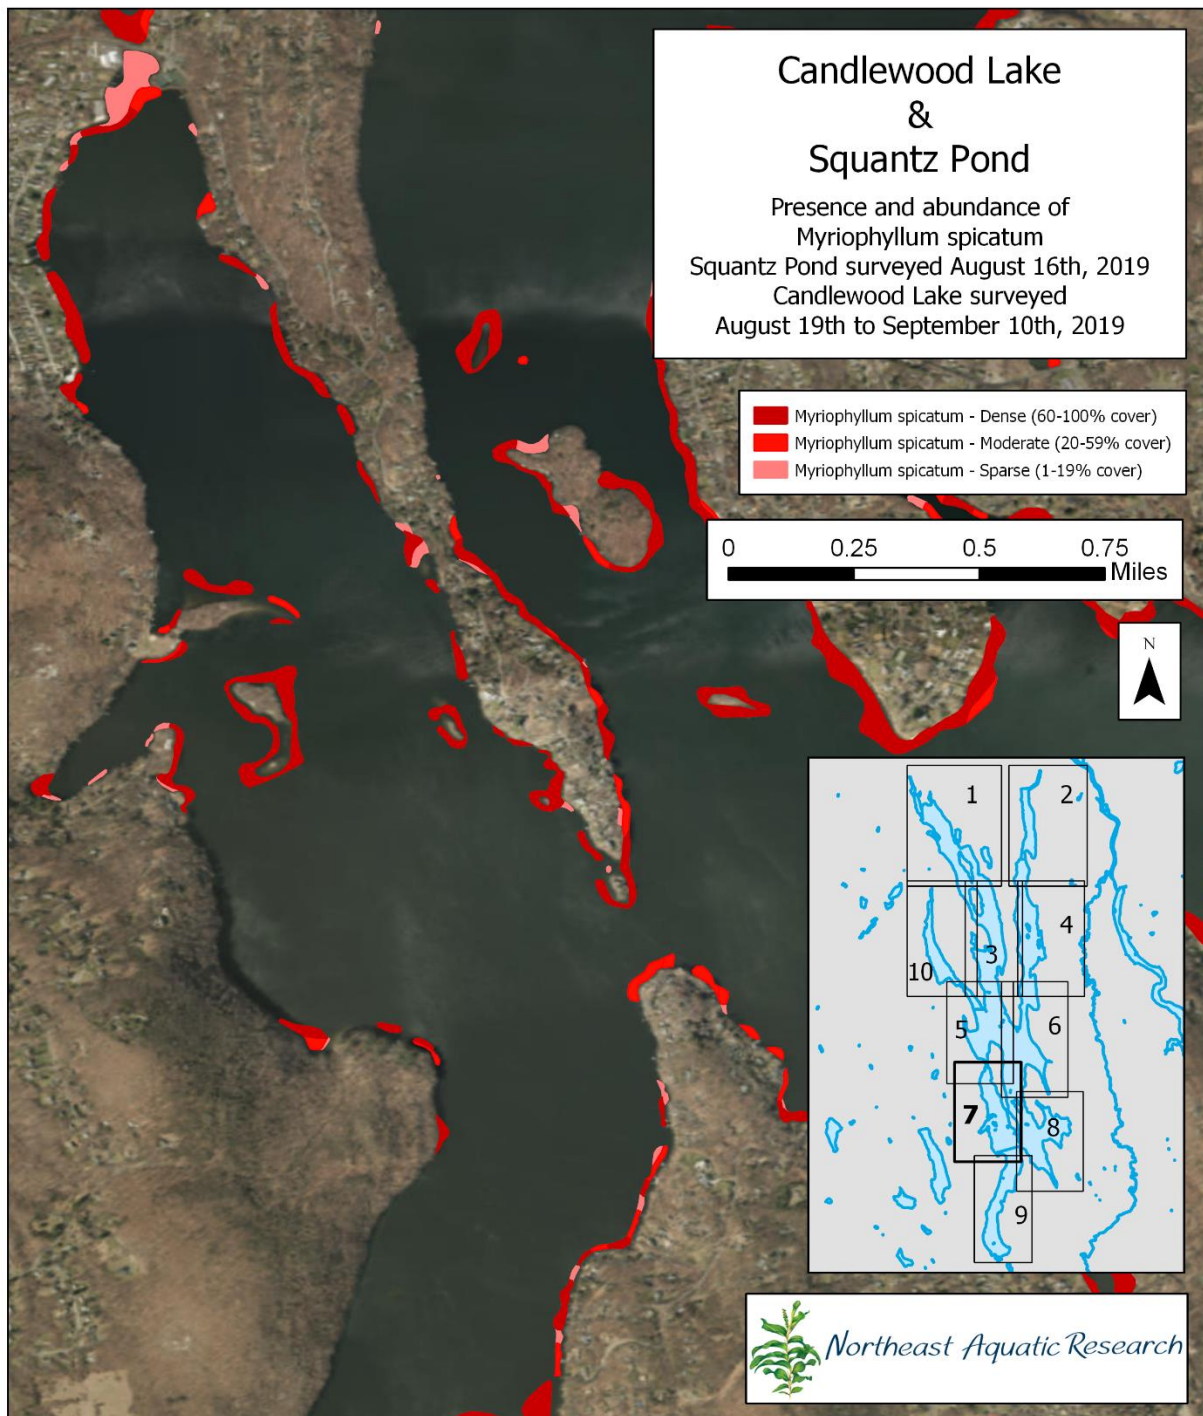 Candlewood Lake
&
Squantz Pond
Presence and abundance of
Myriophyllum spicatum
Squantz Pond surveyed August 16th, 2019
Candlewood Lake surveyed
August 19th to September 10th, 2019
Myriophyllum spicatum - Dense (60-100% cover)
Myriophyllum spicatum - Moderate (20-59% cover)
Myriophyllum spicatum - Sparse (1-19% cover)
0 0.25 0.5 0.75
Miles
N
1 2
4
3
10
5 6
7
8
9
Northeast Aquatic Research